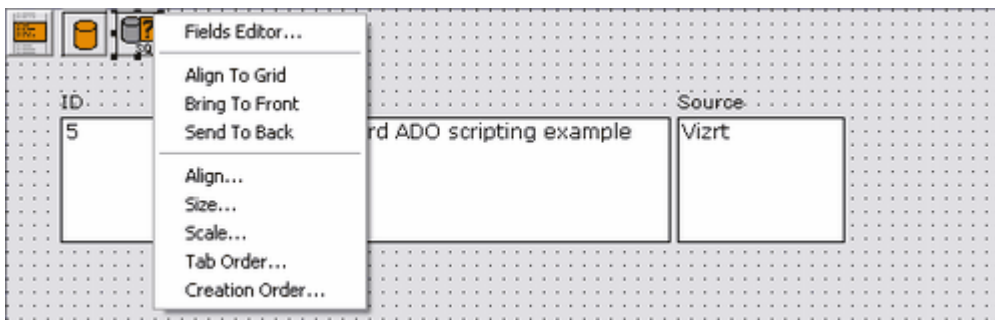 Fields Editor...
Align To Grid
Bring To Front
Send To Back
Align...
Size...
Scale...
Tab Order...
Creation Order...
ID
Source
5
rd ADO scripting example
Vizrt